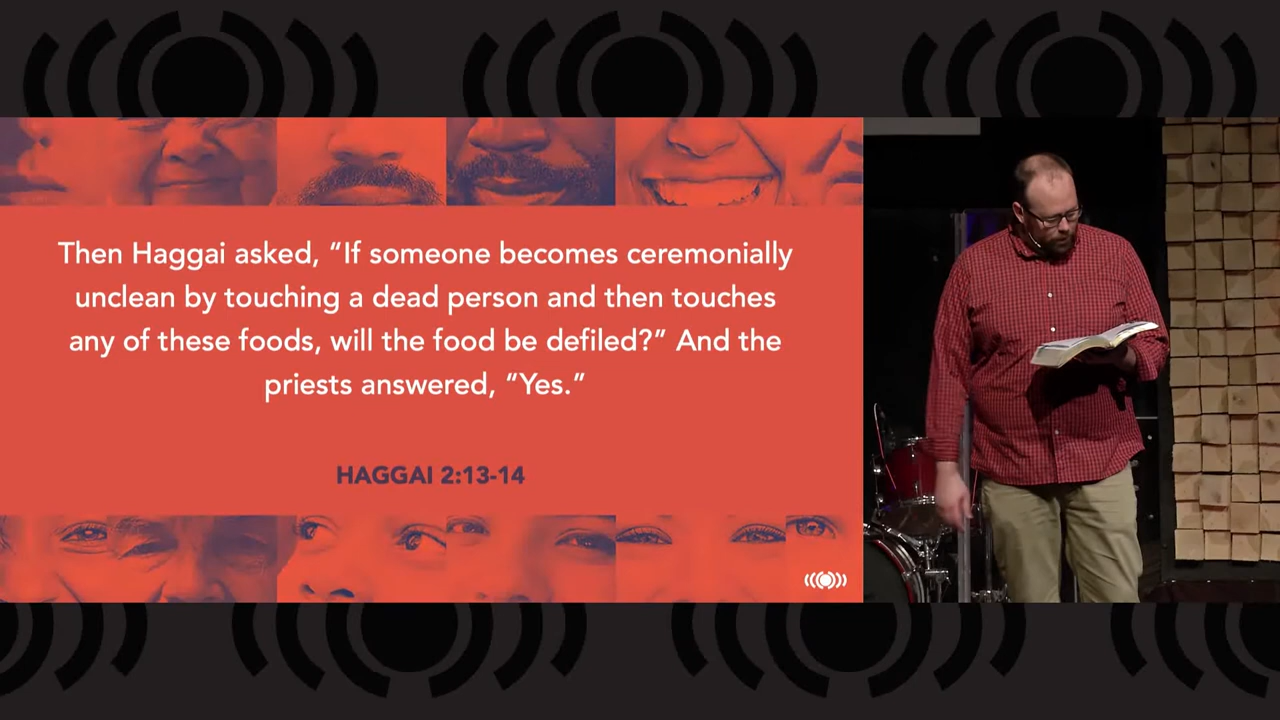 Then Haggai asked, “If someone becomes ceremonially
unclean by touching a dead person and then touches
any of these foods, will the food be defiled?” And the
priests answered, “Yes.”
HAGGAI 2:13-14